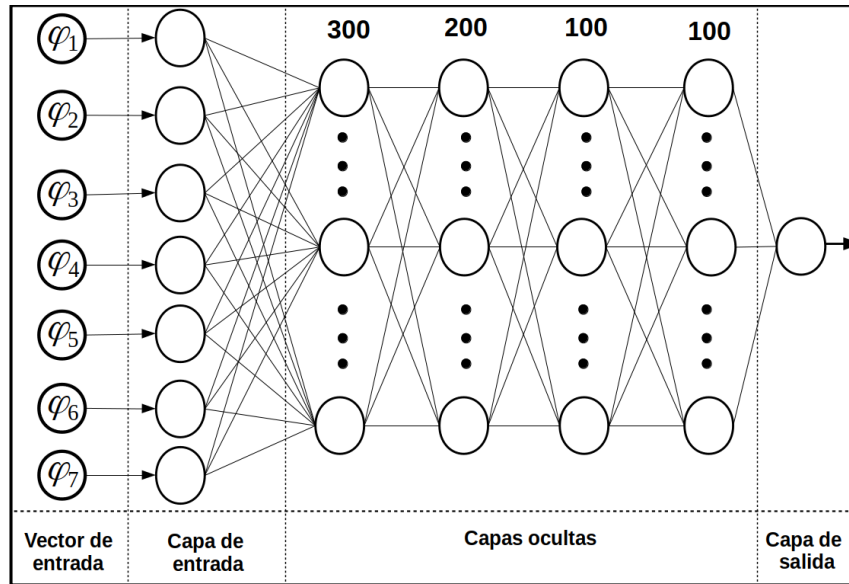 300 200 100 100
φ1
φ2
φ3
φ4
φ5
φ6
φ7
Vector de
entrada
Capa de
entrada
Capas ocultas
Capa de
salida